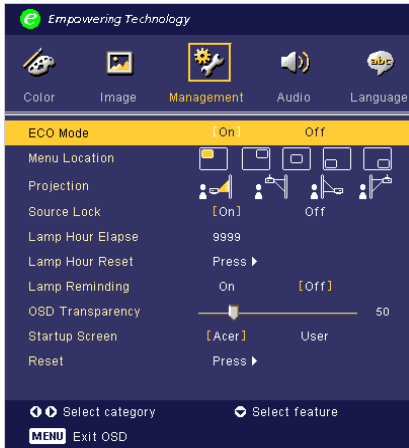 e Empowering Technology
abc
Color Image Management Audio Language
ECO Mode [On] Off
Menu Location
Projection
Source Lock [On] Off
Lamp Hour Elapse 9999
Lamp Hour Reset Press
Lamp Reminding On [Off]
OSD Transparency 50
Startup Screen [Acer] User
Reset Press
Select category Select feature
MENU Exit OSD